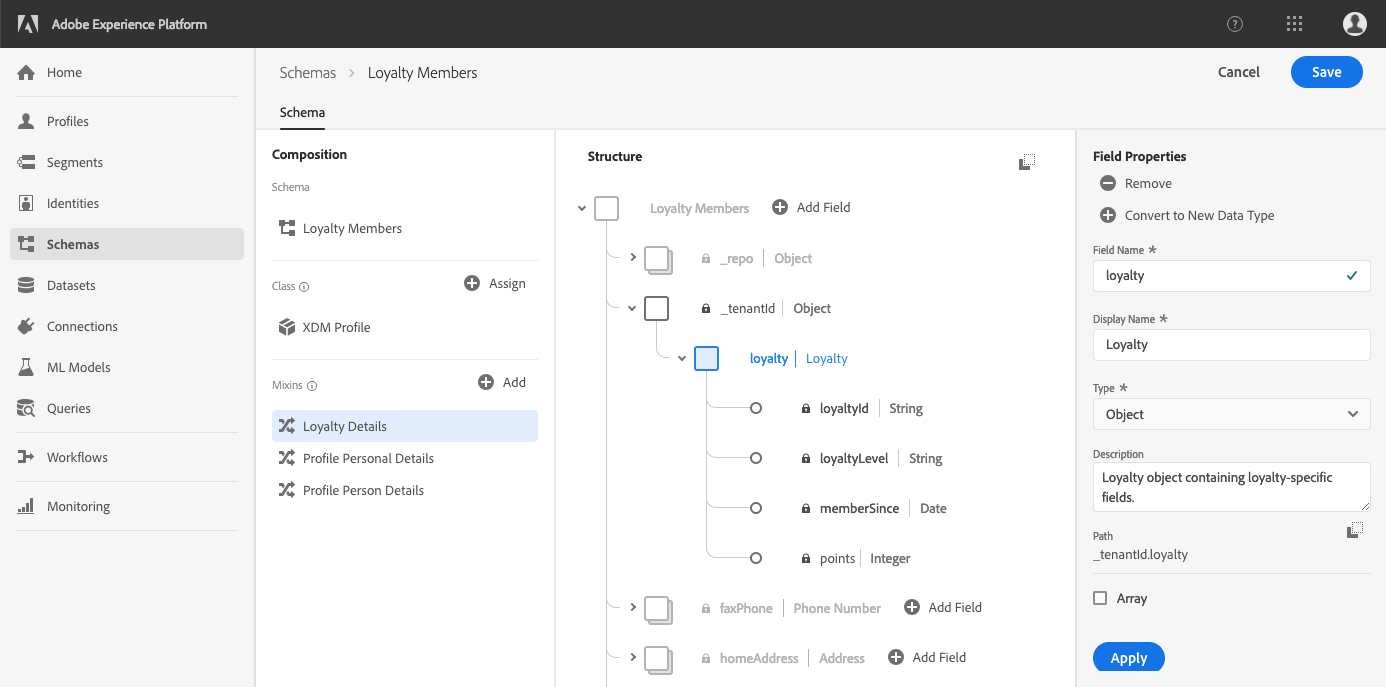 Adobe Experience Platform
Home
Profiles
Segments
Identities
Schemas
Datasets
Connections
ML Models
Queries
Workflows
Monitoring
Schemas > Loyalty Members
Cancel
Save
Schema
Composition
Schema
Loyalty Members
Class
Assign
XDM Profile
Mixins
Add
Loyalty Details
Profile Personal Details
Profile Person Details
Structure
Loyalty Members Add Field
_repo | Object
_tenantId | Object
loyalty | Loyalty
loyaltyId | String
loyaltyLevel | String
memberSince | Date
points | Integer
faxPhone | Phone Number Add Field
homeAddress | Address Add Field
Field Properties
Remove
Convert to New Data Type
Field Name *
loyalty
Display Name *
Loyalty
Type *
Object
Description
Loyalty object containing loyalty-specific
fields.
Path
_tenantId.loyalty
Array
Apply